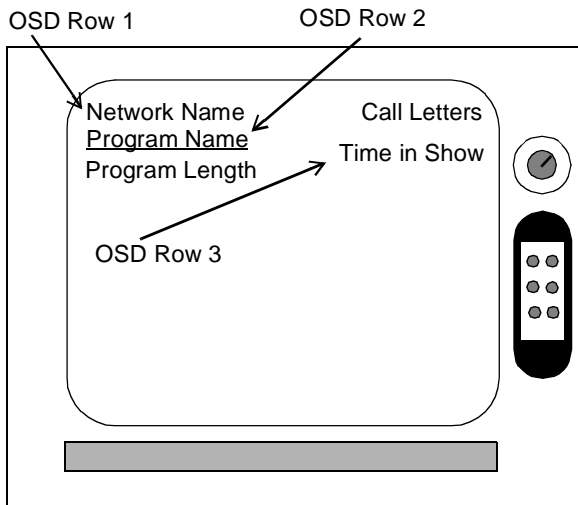 OSD Row 1
OSD Row 2
Network Name
Call Letters
Program Name
Time in Show
Program Length
OSD Row 3